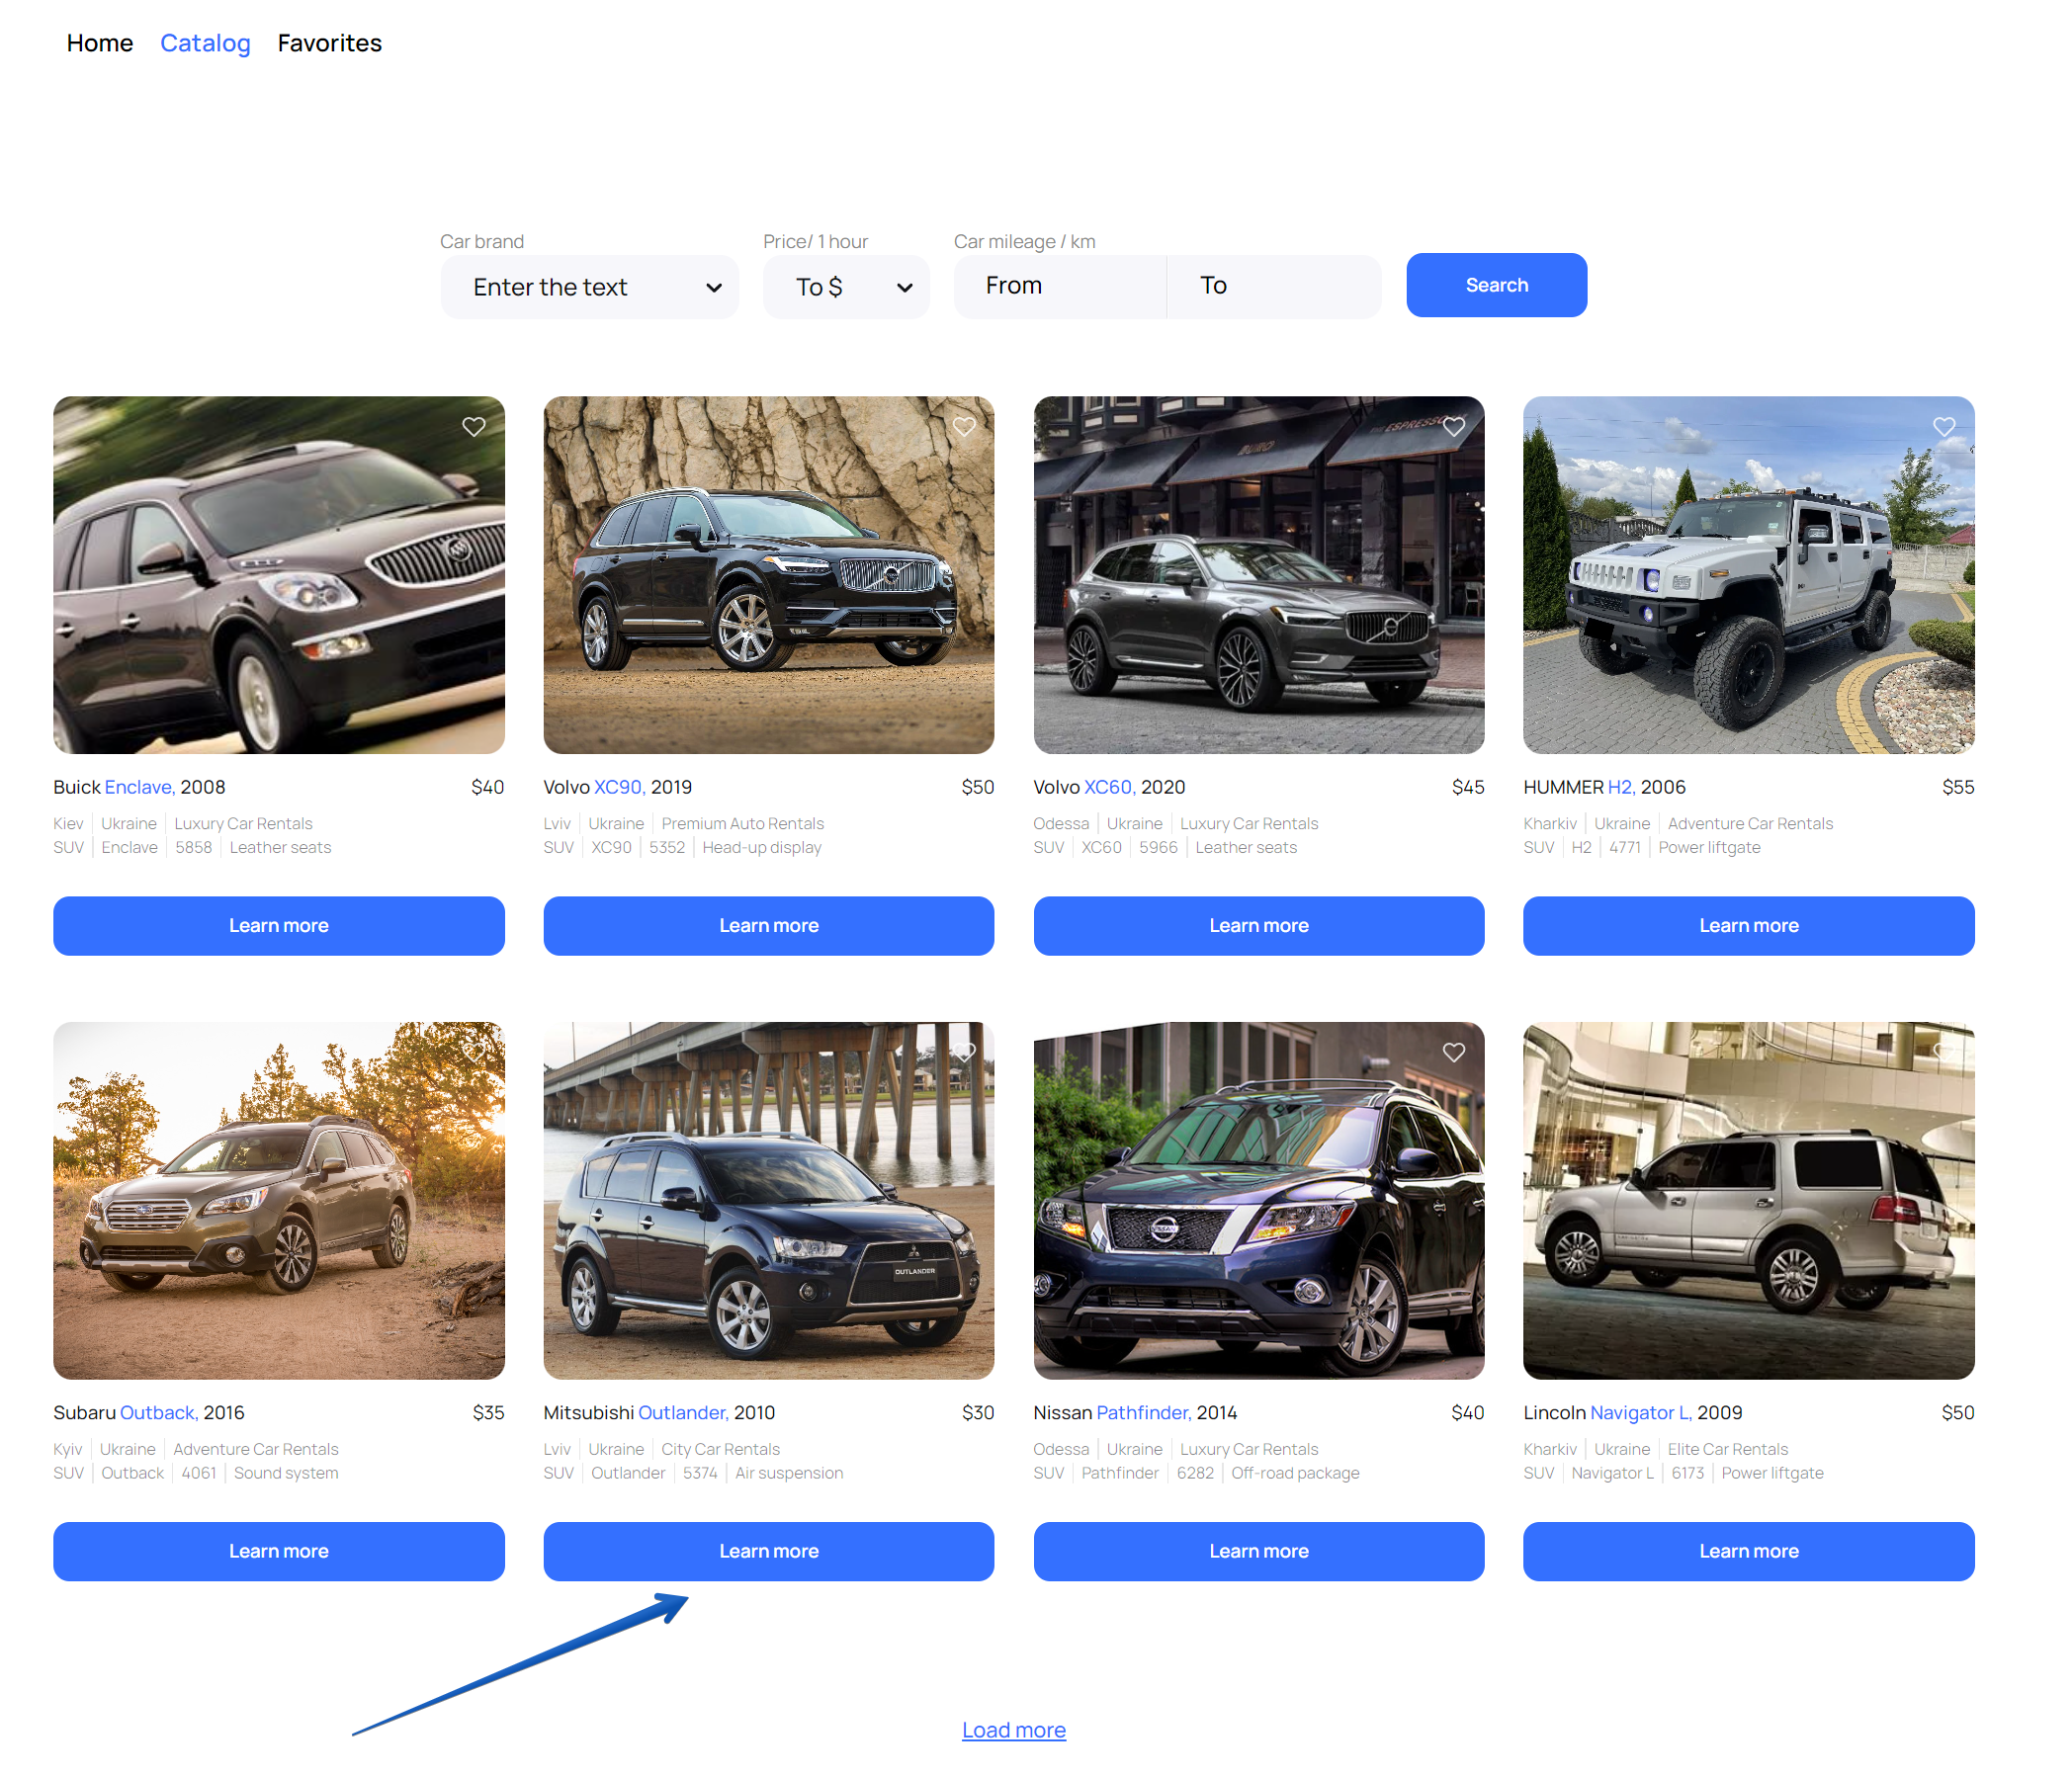 Home Catalog Favorites
Car brand Price/ 1 hour Car mileage / km
Enter the text To $ From To Search
BURO
ESPRESSO
Buick Enclave, 2008 $40
Kiev Ukraine Luxury Car Rentals
SUV Enclave 5858 Leather seats
Learn more
Volvo XC90, 2019 $50
Lviv Ukraine Premium Auto Rentals
SUV XC90 5352 Head-up display
Learn more
Volvo XC60, 2020 $45
Odessa Ukraine Luxury Car Rentals
SUV XC60 5966 Leather seats
Learn more
HUMMER H2, 2006 $55
Kharkiv Ukraine Adventure Car Rentals
SUV H2 4771 Power liftgate
Learn more
OUTLANDER
NISSAN
Subaru Outback, 2016 $35
Kyiv Ukraine Adventure Car Rentals
SUV Outback 4061 Sound system
Learn more
Mitsubishi Outlander, 2010 $30
Lviv Ukraine City Car Rentals
SUV Outlander 5374 Air suspension
Learn more
Nissan Pathfinder, 2014 $40
Odessa Ukraine Luxury Car Rentals
SUV Pathfinder 6282 Off-road package
Learn more
Lincoln Navigator L, 2009 $50
Kharkiv Ukraine Elite Car Rentals
SUV Navigator L 6173 Power liftgate
Learn more
Load more